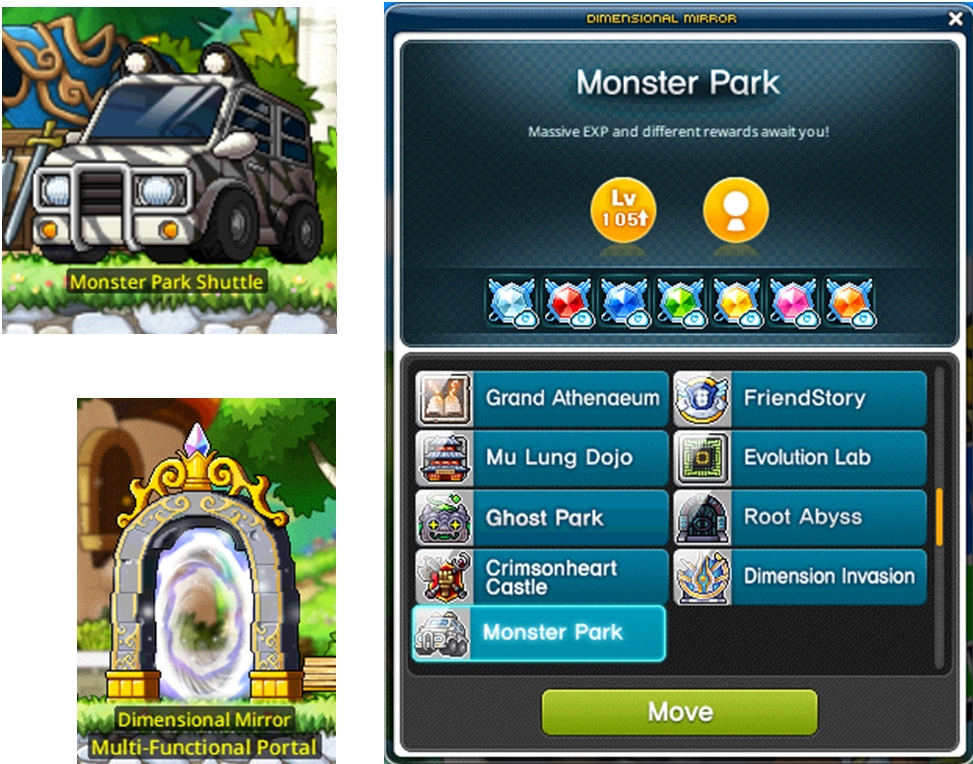 Monster Park Shuttle
Dimensional Mirror
Multi-Functional Portal
DIMENSIONAL MIRROR
Monster Park
Massive EXP and different rewards await you!
Lv
105
Grand Athenaeum
FriendStory
Mu Lung Dojo
Evolution Lab
Ghost Park
Root Abyss
Crimsonheart
Castle
Dimension Invasion
Monster Park
Move